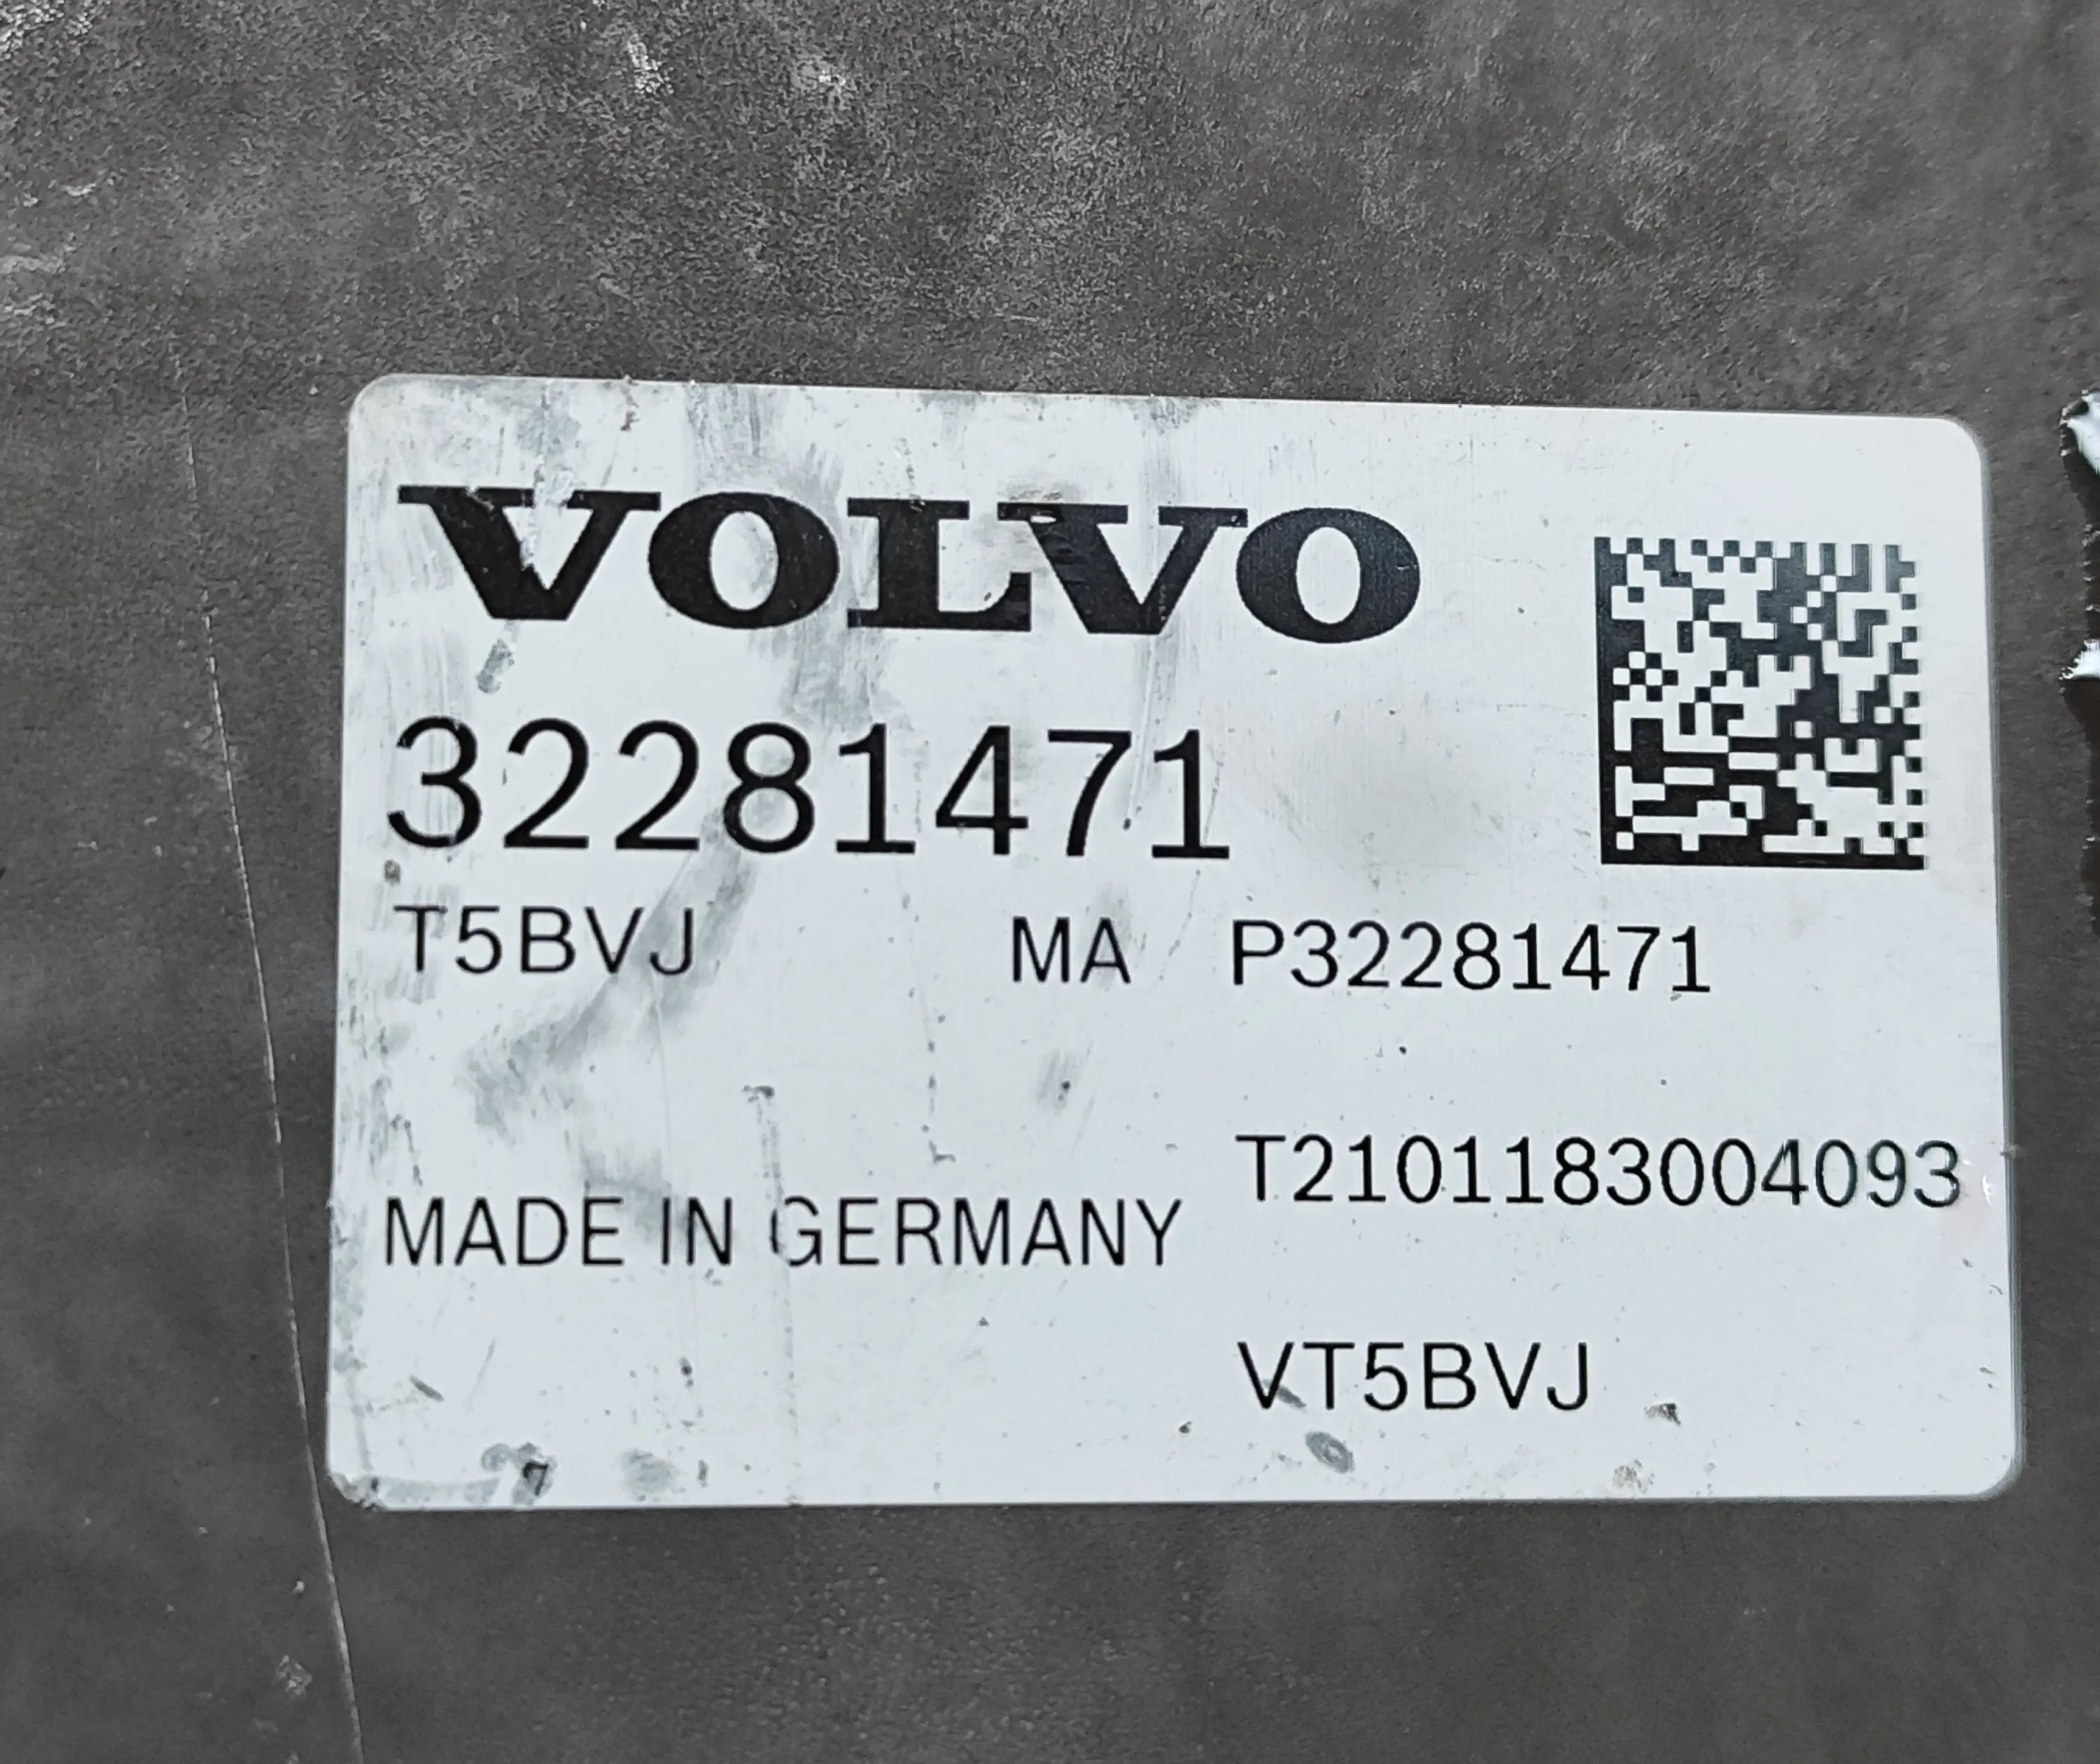 VOLVO
32281471
T5BVJ MA P32281471
T2101183004093
MADE IN GERMANY
VT5BVJ